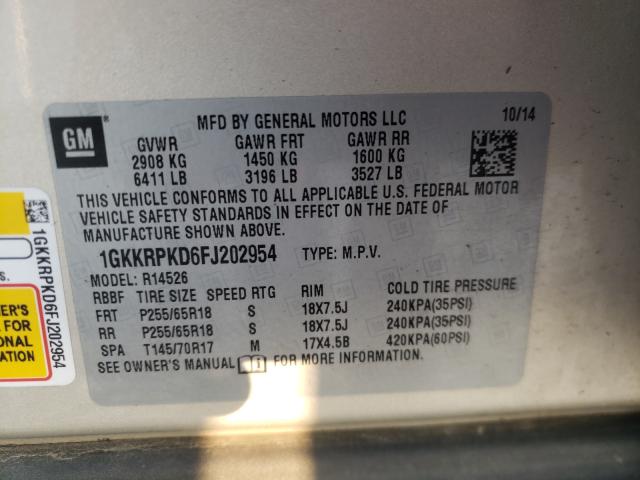 GM
MFD BY GENERAL MOTORS LLC 10/14
GVWR GAWR FRT GAWR RR
2908 KG 1450 KG 1600 KG
6411 LB 3196 LB 3527 LB
THIS VEHICLE CONFORMS TO ALL APPLICABLE U.S. FEDERAL MOTOR
VEHICLE SAFETY STANDARDS IN EFFECT ON THE DATE OF
MANUFACTURE SHOWN ABOVE.
1GKKRPKD6FJ202954 TYPE: M.P.V.
MODEL: R14526
RBBF TIRE SIZE SPEED RTG RIM COLD TIRE PRESSURE
FRT P255/65R18 S 18X7.5J 240KPA(35PSI)
RR P255/65R18 S 18X7.5J 240KPA(35PSI)
SPA T145/70R17 M 17X4.5B 420KPA(60PSI)
SEE OWNER'S MANUAL FOR MORE INFORMATION.
1GKKRPKD6FJ202954
FOR
ONAL